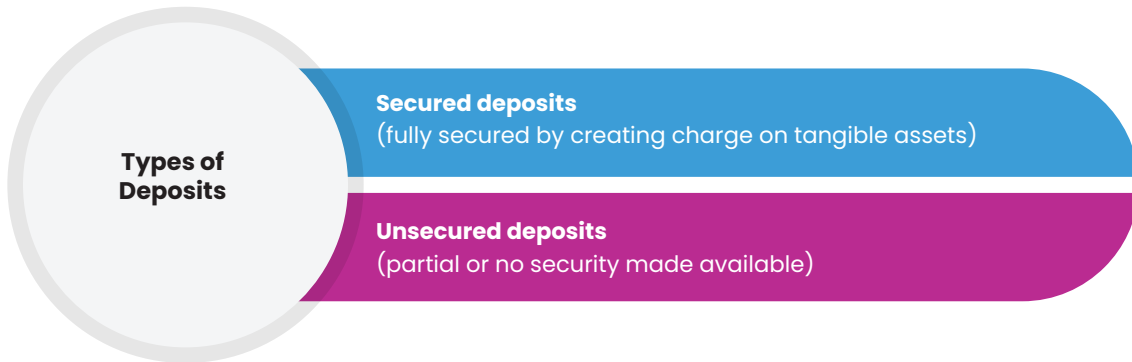 Types of
Deposits
Secured deposits
(fully secured by creating charge on tangible assets)
Unsecured deposits
(partial or no security made available)